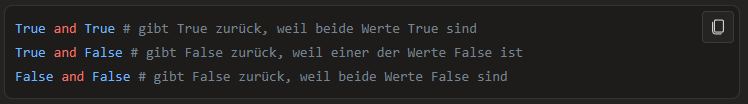 True and True # gibt True zurück, weil beide Werte True sind
True and False # gibt False zurück, weil einer der Werte False ist
False and False # gibt False zurück, weil beide Werte False sind